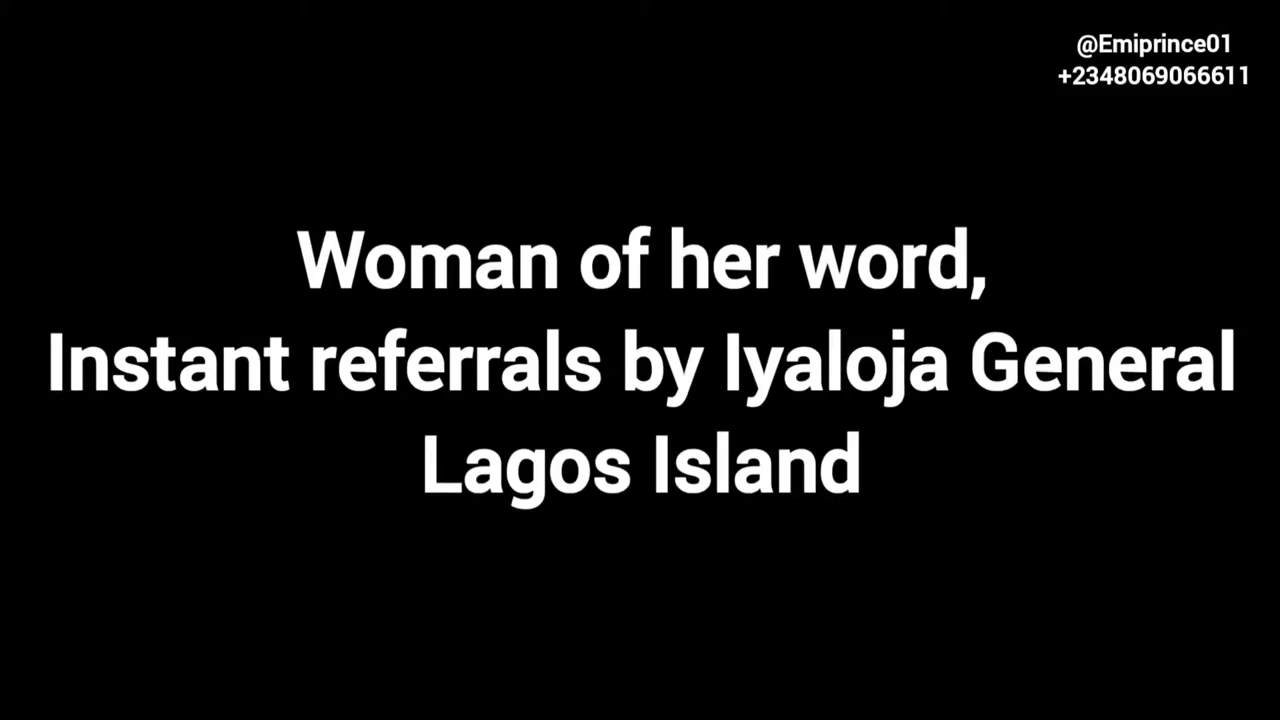 @Emiprince01
+2348069066611
Woman of her word,
Instant referrals by Iyaloja General
Lagos Island